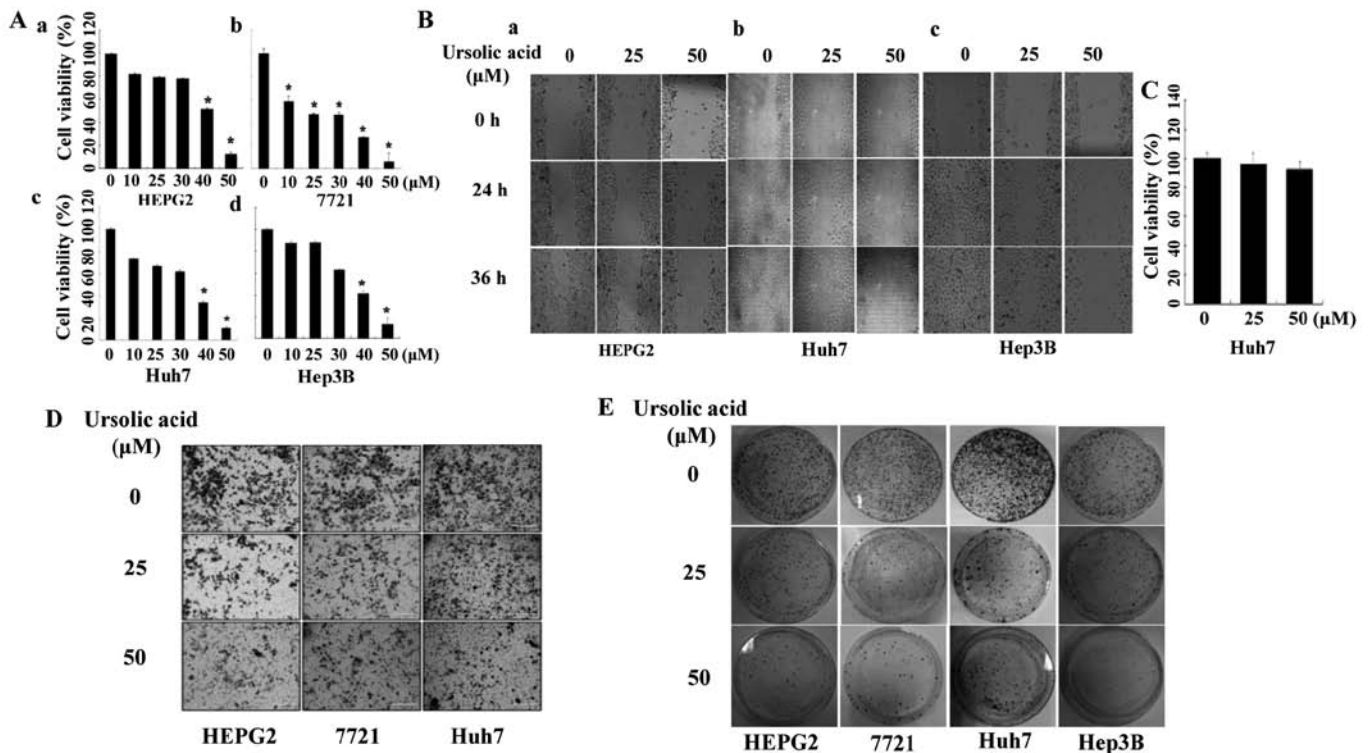 A
a
Cell viability (%)
0 20 40 60 80 100 120
0 10 25 30 40 50
HEPG2
b
* * * * *
0 10 25 30 40 50 (μM)
7721
* *
c
Cell viability (%)
0 20 40 60 80 100 120
* *
0 10 25 30 40 50
Huh7
d
* *
0 10 25 30 40 50 (μM)
Hep3B
B
a b c
Ursolic acid
(μM)
0 25 50 0 25 50 0 25 50
0 h
24 h
36 h
HEPG2 Huh7 Hep3B
C
Cell viability (%)
0 20 40 60 80 100 120 140
0 25 50 (μM)
Huh7
D Ursolic acid
(μM)
0
25
50
HEPG2 7721 Huh7
E Ursolic acid
(μM)
0
25
50
HEPG2 7721 Huh7 Hep3B